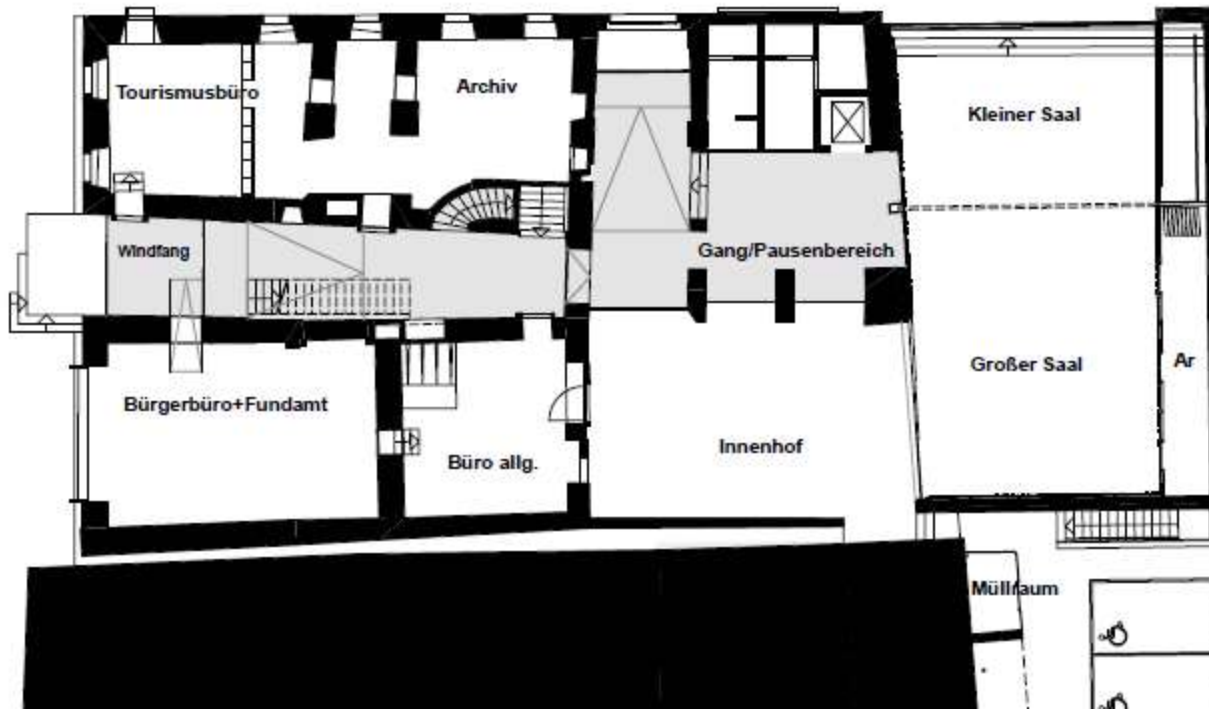 Tourismusbüro
Archiv
Kleiner Saal
Windfang
Gang/Pausenbereich
Großer Saal
Ar
Bürgerbüro+Fundamt
Büro allg.
Innenhof
Müllraum